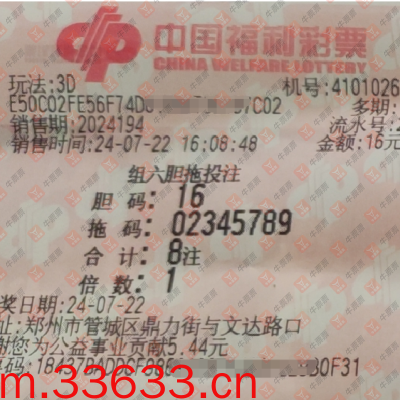 中国福利彩票
CHINA WELFARE LOTTERY
玩法:3D 机号:4101026
E50C02FE56F74D 7C02 多期:
销售期:2024194 流水号:
销售时间:24-07-22 16:08:48 金额:16元
组六胆拖投注
胆 码: 16
拖 码: 02345789
合 计: 8注
倍 数: 1
奖日期:24-07-22
址:郑州市管城区鼎力街与文达路口
谢您为公益事业贡献5.44元
m.33633.cn